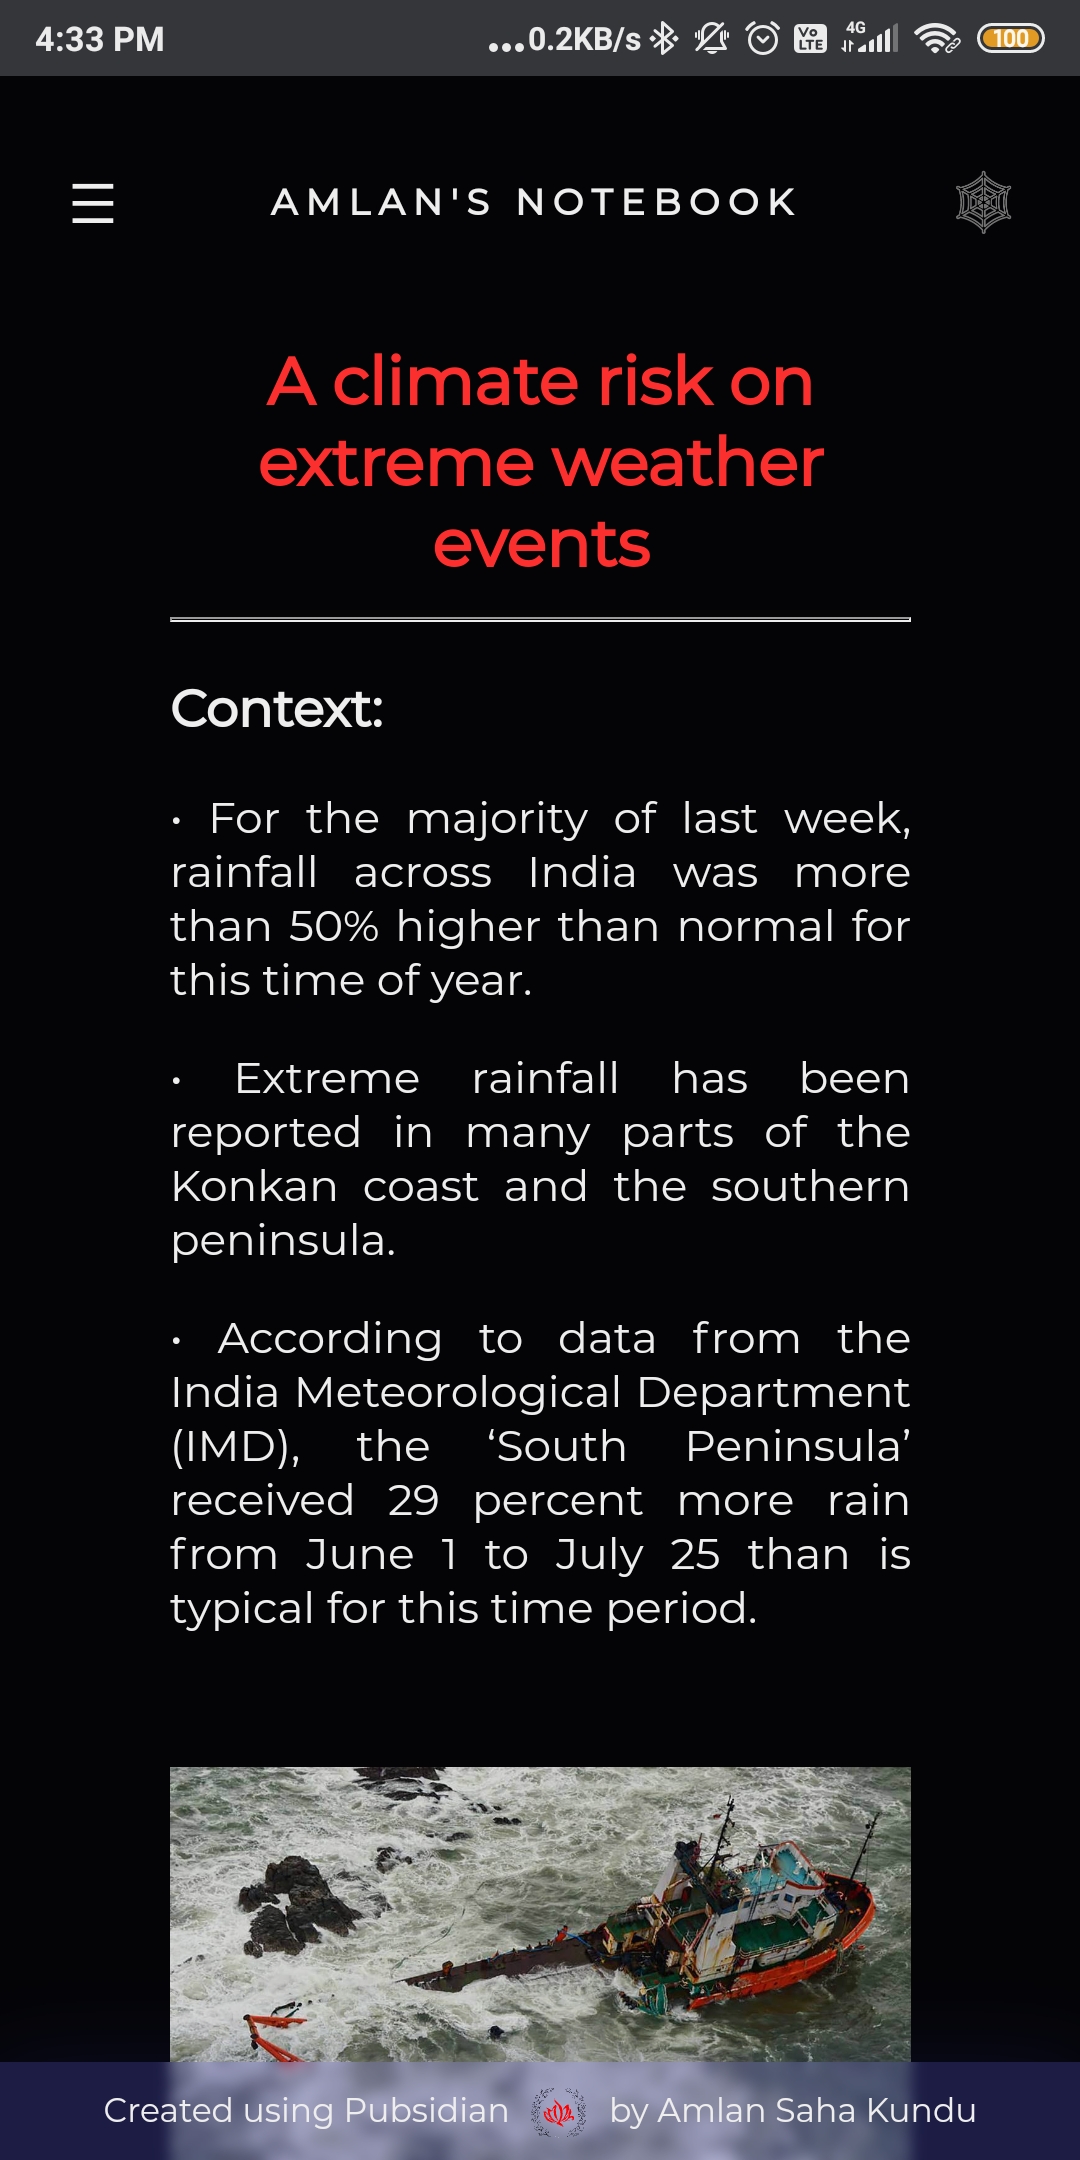 4:33 PM
...0.2KB/s Vo LTE 4G 100
AMLAN'S NOTEBOOK
A climate risk on
extreme weather
events
Context:
• For the majority of last week,
rainfall across India was more
than 50% higher than normal for
this time of year.
• Extreme rainfall has been
reported in many parts of the
Konkan coast and the southern
peninsula.
• According to data from the
India Meteorological Department
(IMD), the ‘South Peninsula’
received 29 percent more rain
from June 1 to July 25 than is
typical for this time period.
Created using Pubsidian by Amlan Saha Kundu